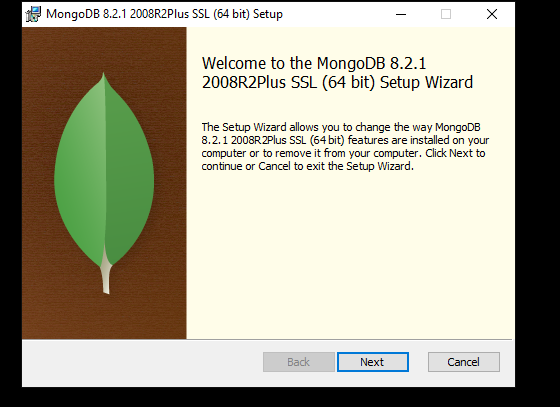 MongoDB 8.2.1 2008R2Plus SSL (64 bit) Setup
Welcome to the MongoDB 8.2.1
2008R2Plus SSL (64 bit) Setup Wizard
The Setup Wizard allows you to change the way MongoDB
8.2.1 2008R2Plus SSL (64 bit) features are installed on your
computer or to remove it from your computer. Click Next to
continue or Cancel to exit the Setup Wizard.
Back Next Cancel